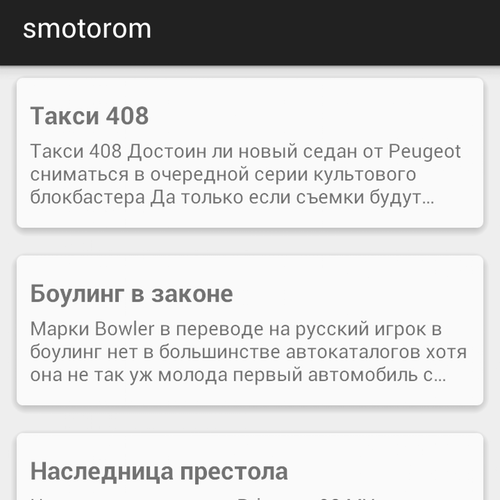 smotorom
Такси 408
Такси 408 Достоин ли новый седан от Peugeot
сниматься в очередной серии культового
блокбастера Да только если съемки будут...
Боулинг в законе
Марки Bowler в переводе на русский игрок в
боулинг нет в большинстве автокаталогов хотя
она не так уж молода первый автомобиль с...
Наследница престола